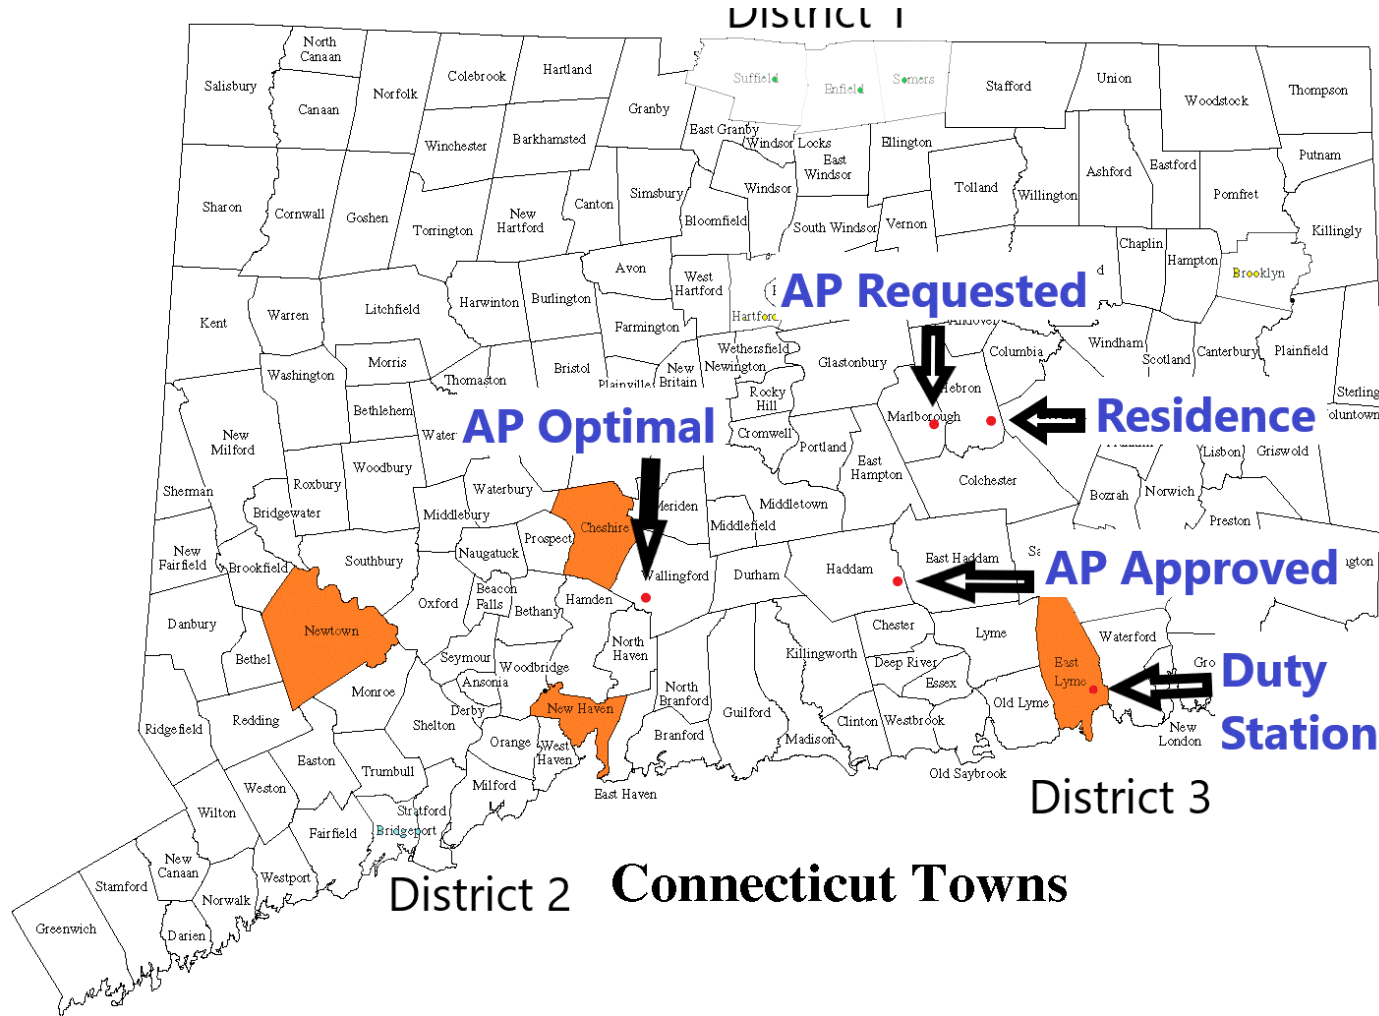 District 1
North
Canaan
Salisbury
Canaan
Norfolk
Colebrook
Hartland
Granby
Suffield
Enfield
Somers
Stafford
Union
Woodstock
Thompson
East Granby
Windsor Locks
Winchester
Barkhamsted
East
Windsor
Ellington
Putnam
Sharon
Cornwall
Goshen
Torrington
New
Hartford
Canton
Simsbury
Bloomfield
Windsor
South Windsor
Vernon
Tolland
Willington
Ashford
Eastford
Pomfret
Killingly
Chaplin
Hampton
Brooklyn
Kent
Warren
Litchfield
Harwinton
Burlington
Avon
West
Hartford
Hartford
Farmington
AP Requested
d
Andover
Windham
Scotland
Canterbury
Plainfield
Sterling
Morris
Washington
Thomaston
Bristol
Plainville
New
Britain
Wethersfield
Newington
Glastonbury
Columbia
Hebron
Bethlehem
Rocky
Hill
Marlborough
Residence
oluntown
AP Optimal
New
Milford
Water
Cromwell
Portland
Woodbury
Roxbury
East
Hampton
Colchester
Lisbon
Griswold
Sherman
Bridgewater
Waterbury
Middlebury
Meriden
Middletown
Middlefield
Bozrah
Norwich
Preston
Cheshire
New
Fairfield
Brookfield
Southbury
Naugatuck
Prospect
Wallingford
Durham
Haddam
East Haddam
Sa
AP Approved
ngton
Danbury
Newtown
Oxford
Beacon
Falls
Bethany
Hamden
Bethel
Seymour
Woodbridge
North
Haven
Killingworth
Chester
Deep River
Essex
Lyme
East
Lyme
Waterford
Gro
Duty
Station
Monroe
Ansonia
Derby
New Haven
North
Branford
Redding
Ridgefield
Shelton
Orange
West
Haven
Guilford
Branford
Madison
Clinton
Westbrook
Old Lyme
New
London
Easton
Trumbull
Weston
Milford
East Haven
Old Saybrook
Wilton
Stratford
Bridgeport
Fairfield
District 3
New
Canaan
Stamford
Westport
Norwalk
District 2
Connecticut Towns
Greenwich
Darien